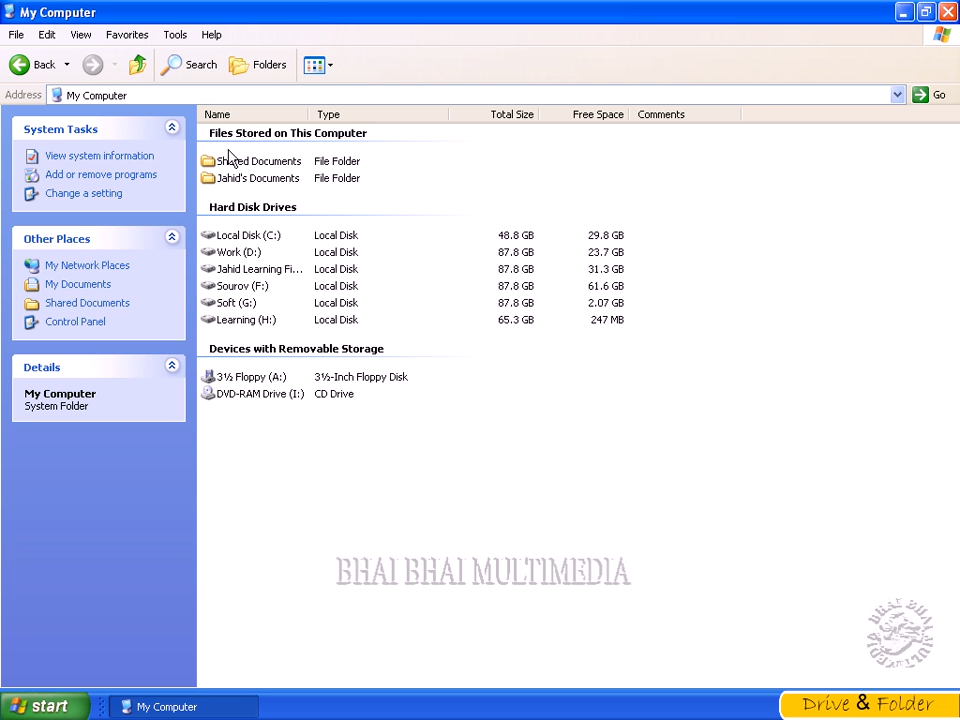 My Computer
File Edit View Favorites Tools Help
Back Search Folders
Address My Computer Go
Name Type Total Size Free Space Comments
System Tasks
View system information
Add or remove programs
Change a setting
Other Places
My Network Places
My Documents
Shared Documents
Control Panel
Details
My Computer
System Folder
Files Stored on This Computer
Shared Documents File Folder
Jahid's Documents File Folder
Hard Disk Drives
Local Disk (C:) Local Disk 48.8 GB 29.8 GB
Work (D:) Local Disk 87.8 GB 23.7 GB
Jahid Learning Fi... Local Disk 87.8 GB 31.3 GB
Sourov (F:) Local Disk 87.8 GB 61.6 GB
Soft (G:) Local Disk 87.8 GB 2.07 GB
Learning (H:) Local Disk 65.3 GB 247 MB
Devices with Removable Storage
3½ Floppy (A:) 3½-Inch Floppy Disk
DVD-RAM Drive (I:) CD Drive
BHAI BHAI MULTIMEDIA
BHAI BHAI MULTIMEDIA
start My Computer Drive & Folder